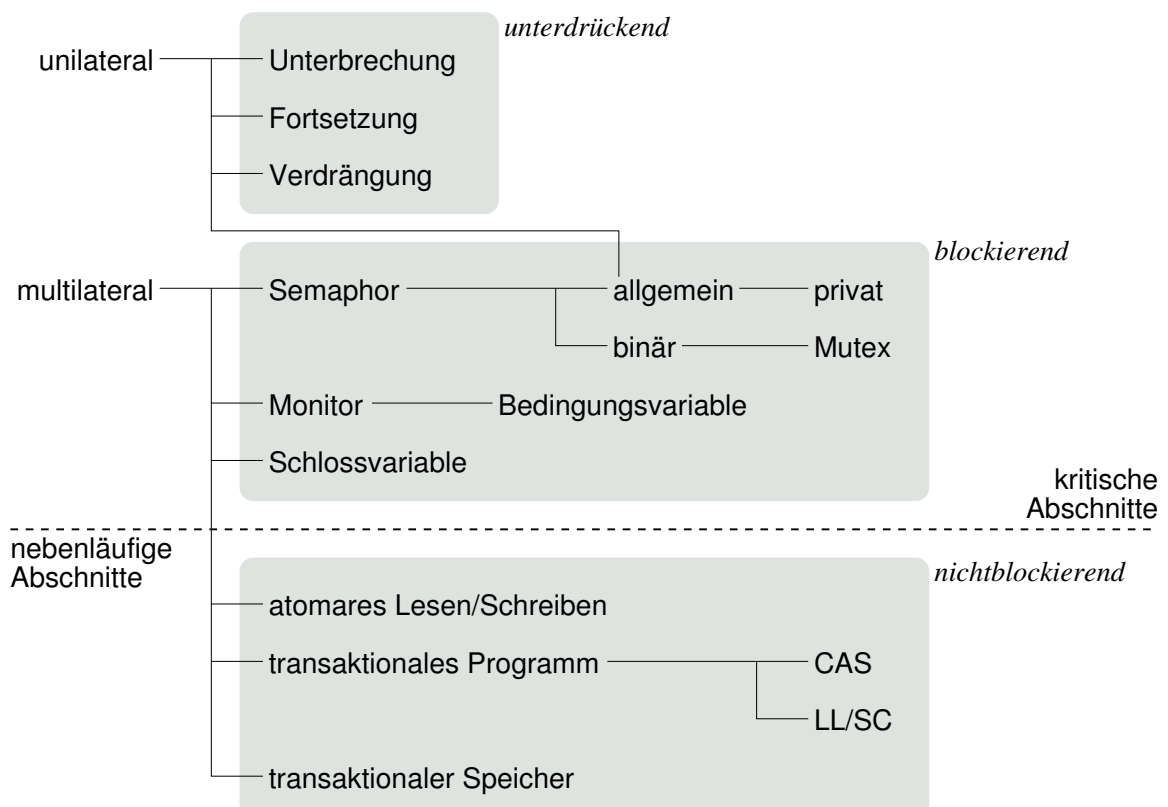 unterdrückend
unilateral Unterbrechung
Fortsetzung
Verdrängung
blockierend
multilateral Semaphor allgemein privat
binär Mutex
Monitor Bedingungsvariable
Schlossvariable
kritische
Abschnitte
nebenläufige
Abschnitte
nichtblockierend
atomares Lesen/Schreiben
transaktionales Programm CAS
LL/SC
transaktionaler Speicher